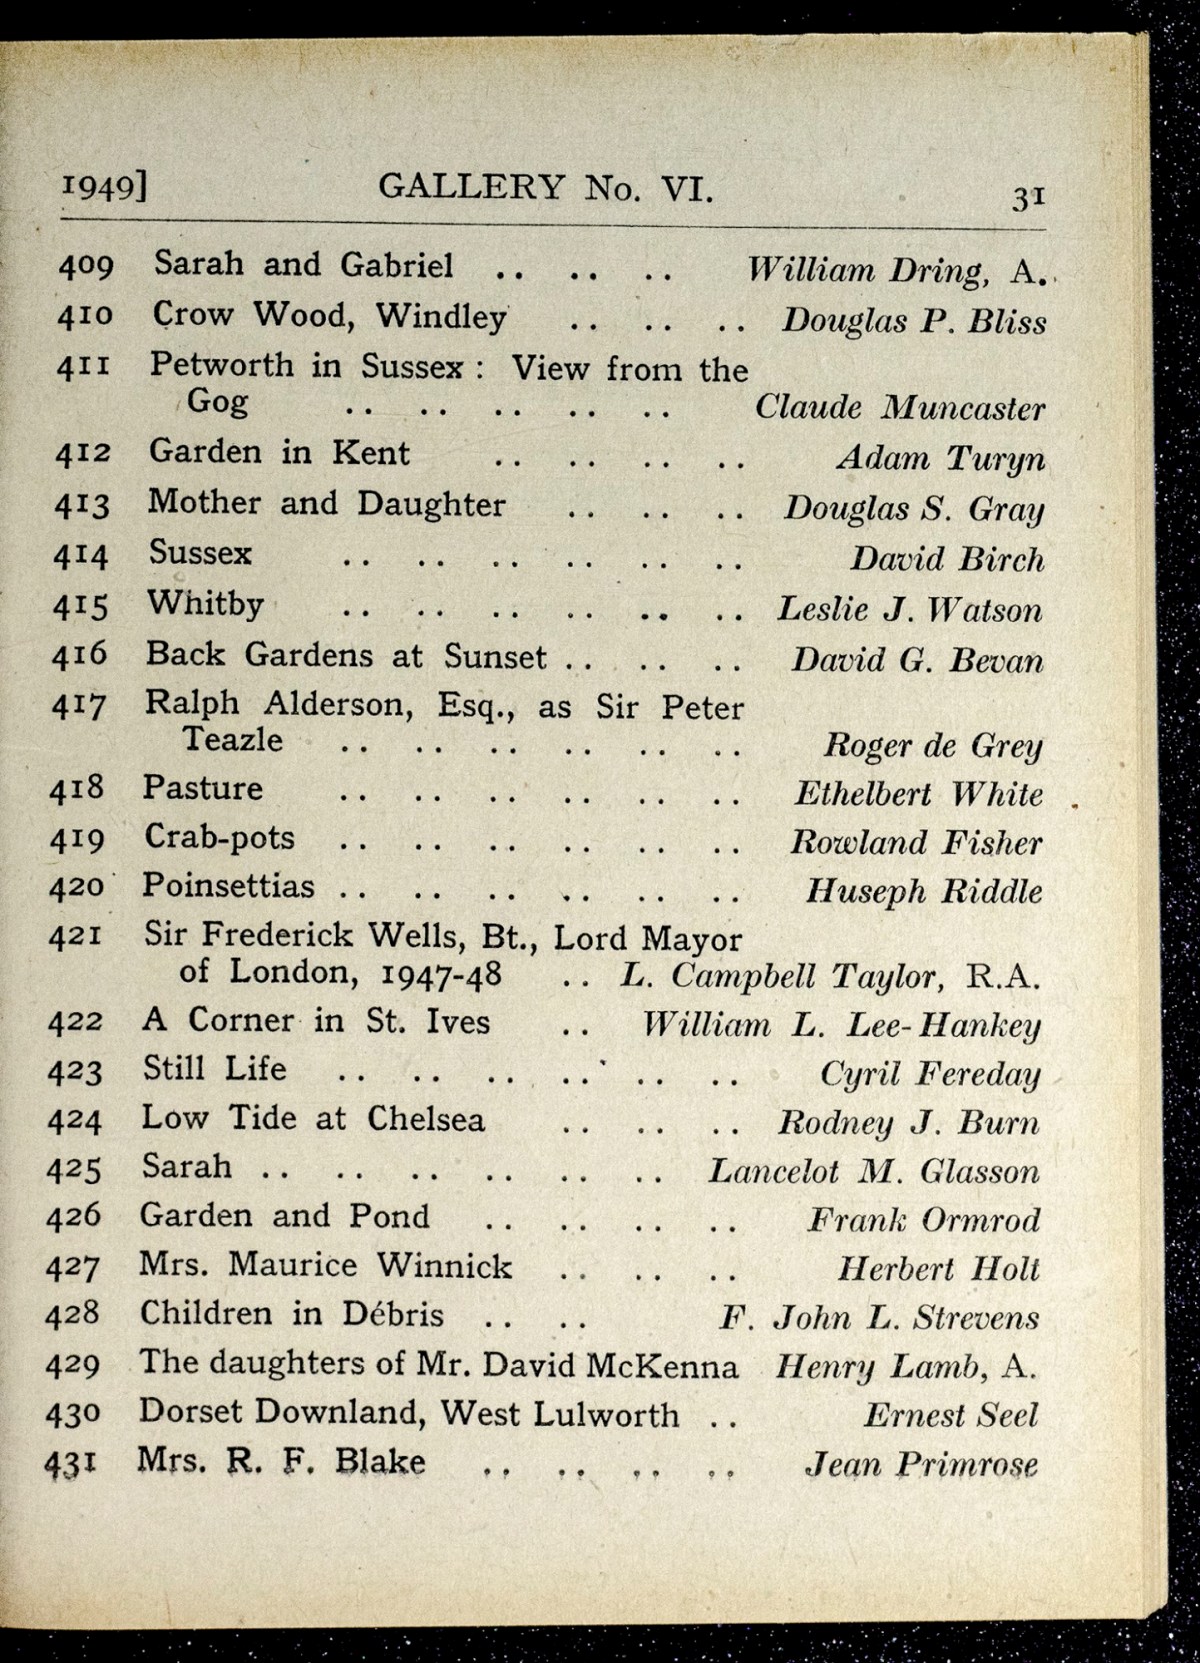 1949] GALLERY No. VI. 31
409 Sarah and Gabriel .. .. .. William Dring, A.
410 Crow Wood, Windley .. .. .. Douglas P. Bliss
411 Petworth in Sussex : View from the
Gog .. .. .. .. .. Claude Muncaster
412 Garden in Kent .. .. .. .. Adam Turyn
413 Mother and Daughter .. .. .. Douglas S. Gray
414 Sussex .. .. .. .. .. .. David Birch
415 Whitby .. .. .. .. .. .. Leslie J. Watson
416 Back Gardens at Sunset .. .. .. David G. Bevan
417 Ralph Alderson, Esq., as Sir Peter
Teazle .. .. .. .. .. .. Roger de Grey
418 Pasture .. .. .. .. .. .. Ethelbert White
419 Crab-pots .. .. .. .. .. .. Rowland Fisher
420 Poinsettias .. .. .. .. .. .. Huseph Riddle
421 Sir Frederick Wells, Bt., Lord Mayor
of London, 1947-48 .. L. Campbell Taylor, R.A.
422 A Corner in St. Ives .. William L. Lee-Hankey
423 Still Life .. .. .. .. .. .. Cyril Fereday
424 Low Tide at Chelsea .. .. .. Rodney J. Burn
425 Sarah .. .. .. .. .. .. Lancelot M. Glasson
426 Garden and Pond .. .. .. .. Frank Ormrod
427 Mrs. Maurice Winnick .. .. .. Herbert Holt
428 Children in Débris .. .. F. John L. Strevens
429 The daughters of Mr. David McKenna Henry Lamb, A.
430 Dorset Downland, West Lulworth .. Ernest Seel
431 Mrs. R. F. Blake .. .. .. .. Jean Primrose